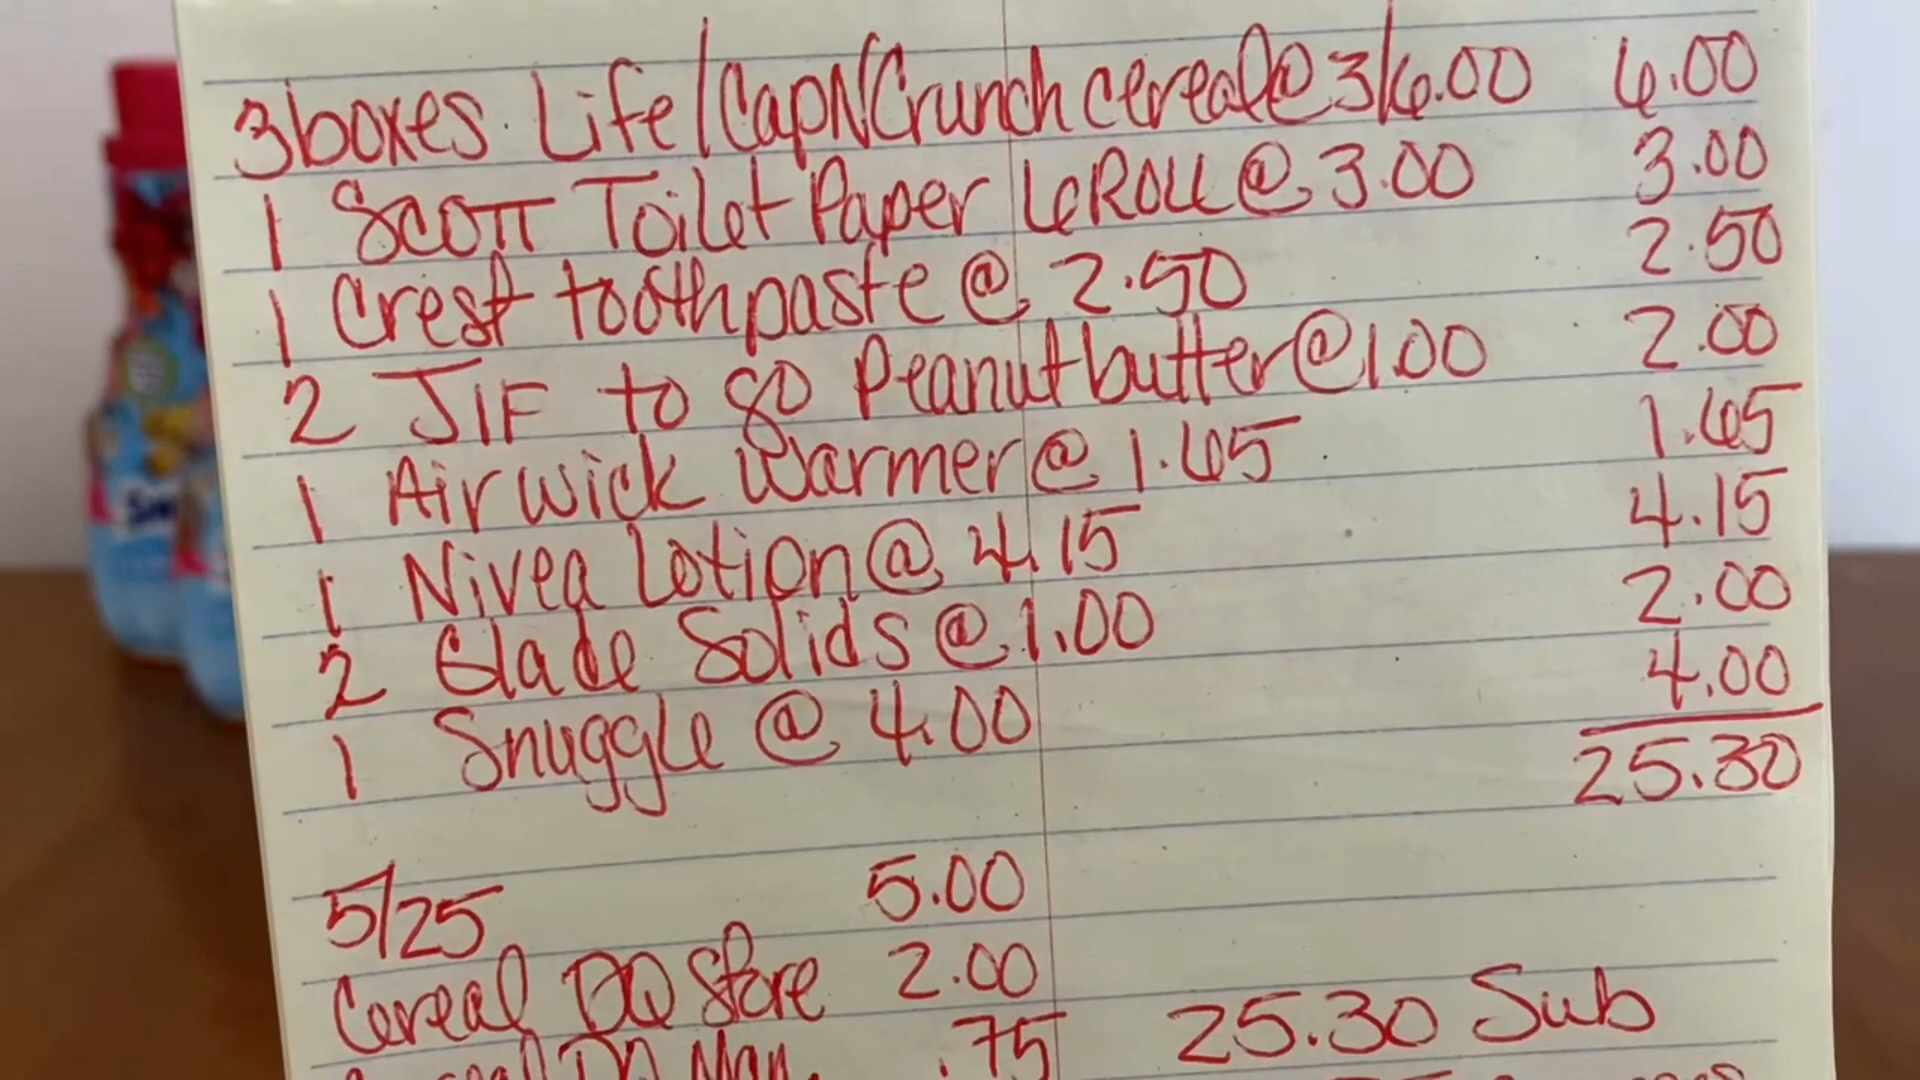 3 boxes Life/CapNCrunch cereal @ 3/6.00 6.00
1 Scott Toilet Paper 6 Roll @ 3.00 3.00
1 Crest toothpaste @ 2.50 2.50
2 JIF to go Peanut butter @ 1.00 2.00
1 Air wick Warmer @ 1.65 1.65
1 Nivea Lotion @ 4.15 4.15
2 Glade Solids @ 1.00 2.00
1 Snuggle @ 4.00 4.00
25.30
5/25 5.00
Cereal DQ Store 2.00
.75
25.30 Sub